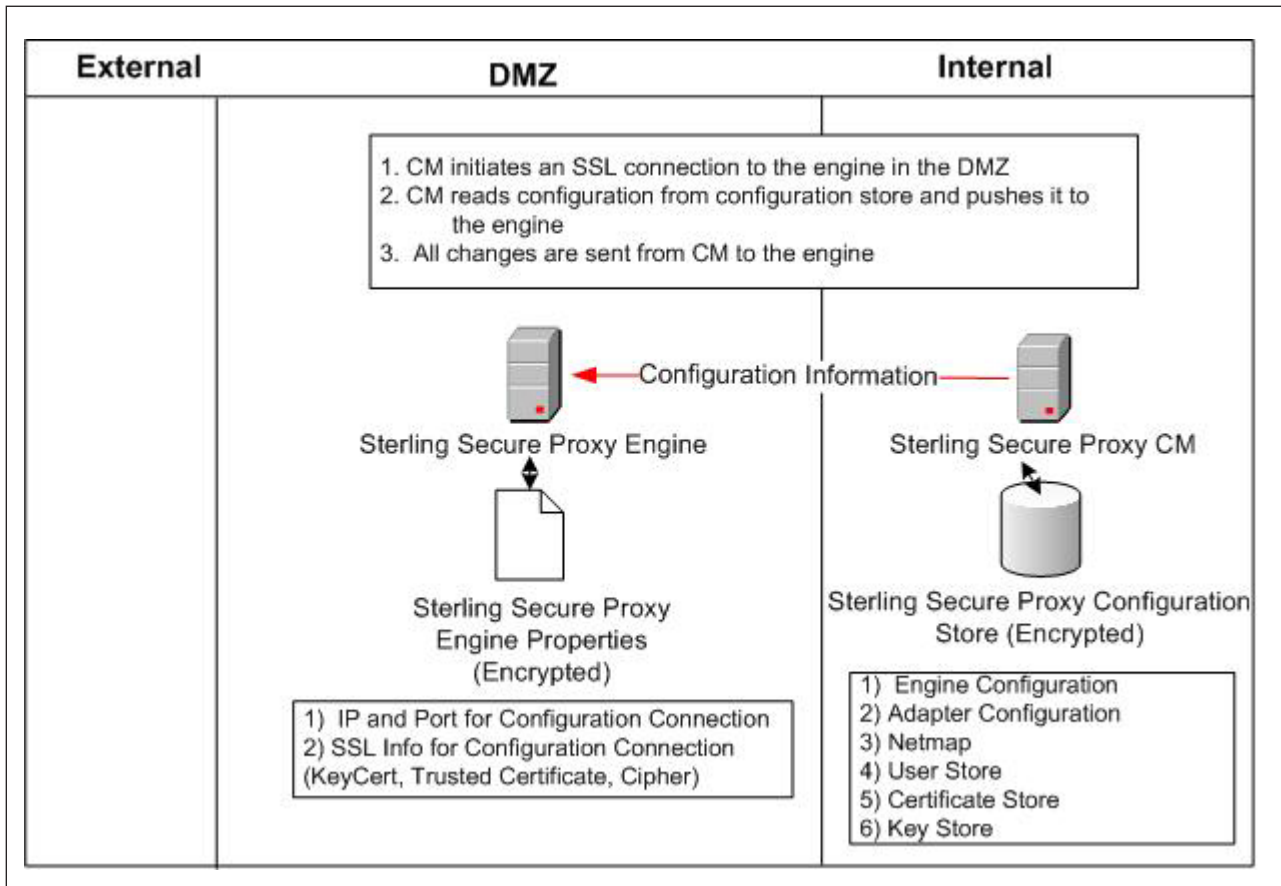 External
DMZ
Internal
1. CM initiates an SSL connection to the engine in the DMZ
2. CM reads configuration from configuration store and pushes it to
the engine
3. All changes are sent from CM to the engine
Configuration Information
Sterling Secure Proxy Engine
Sterling Secure Proxy CM
Sterling Secure Proxy
Engine Properties
(Encrypted)
Sterling Secure Proxy Configuration
Store (Encrypted)
1) IP and Port for Configuration Connection
2) SSL Info for Configuration Connection
(KeyCert, Trusted Certificate, Cipher)
1) Engine Configuration
2) Adapter Configuration
3) Netmap
4) User Store
5) Certificate Store
6) Key Store